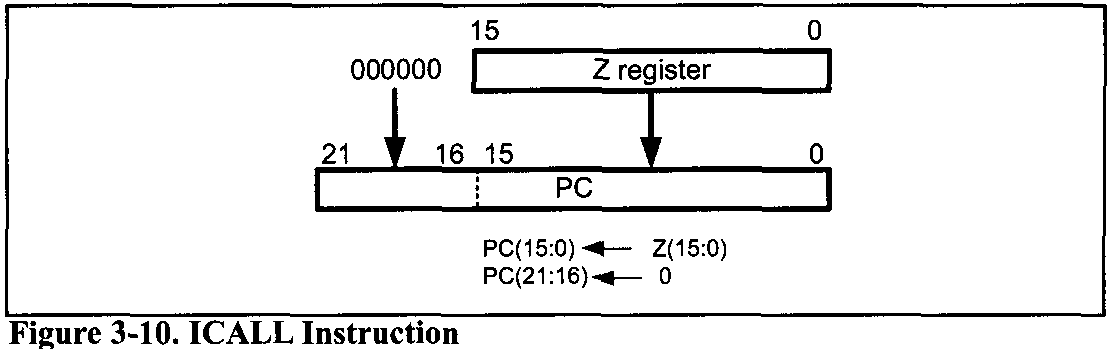 15 0
000000 Z register
21 16 15 0
PC
PC(15:0) Z(15:0)
PC(21:16) 0
Figure 3-10. ICALL Instruction